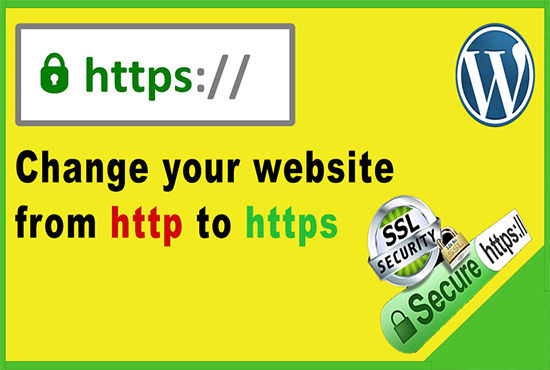 https://
Change your website
from http to https
SSL
SECURITY
Secure
https://
W